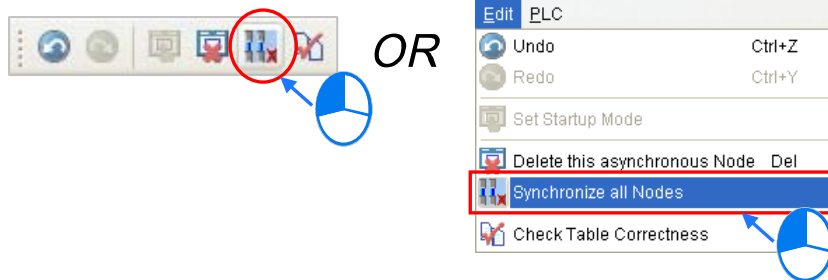 OR
Edit PLC
Undo Ctrl+Z
Redo Ctrl+Y
Set Startup Mode
Delete this asynchronous Node Del
Synchronize all Nodes
Check Table Correctness